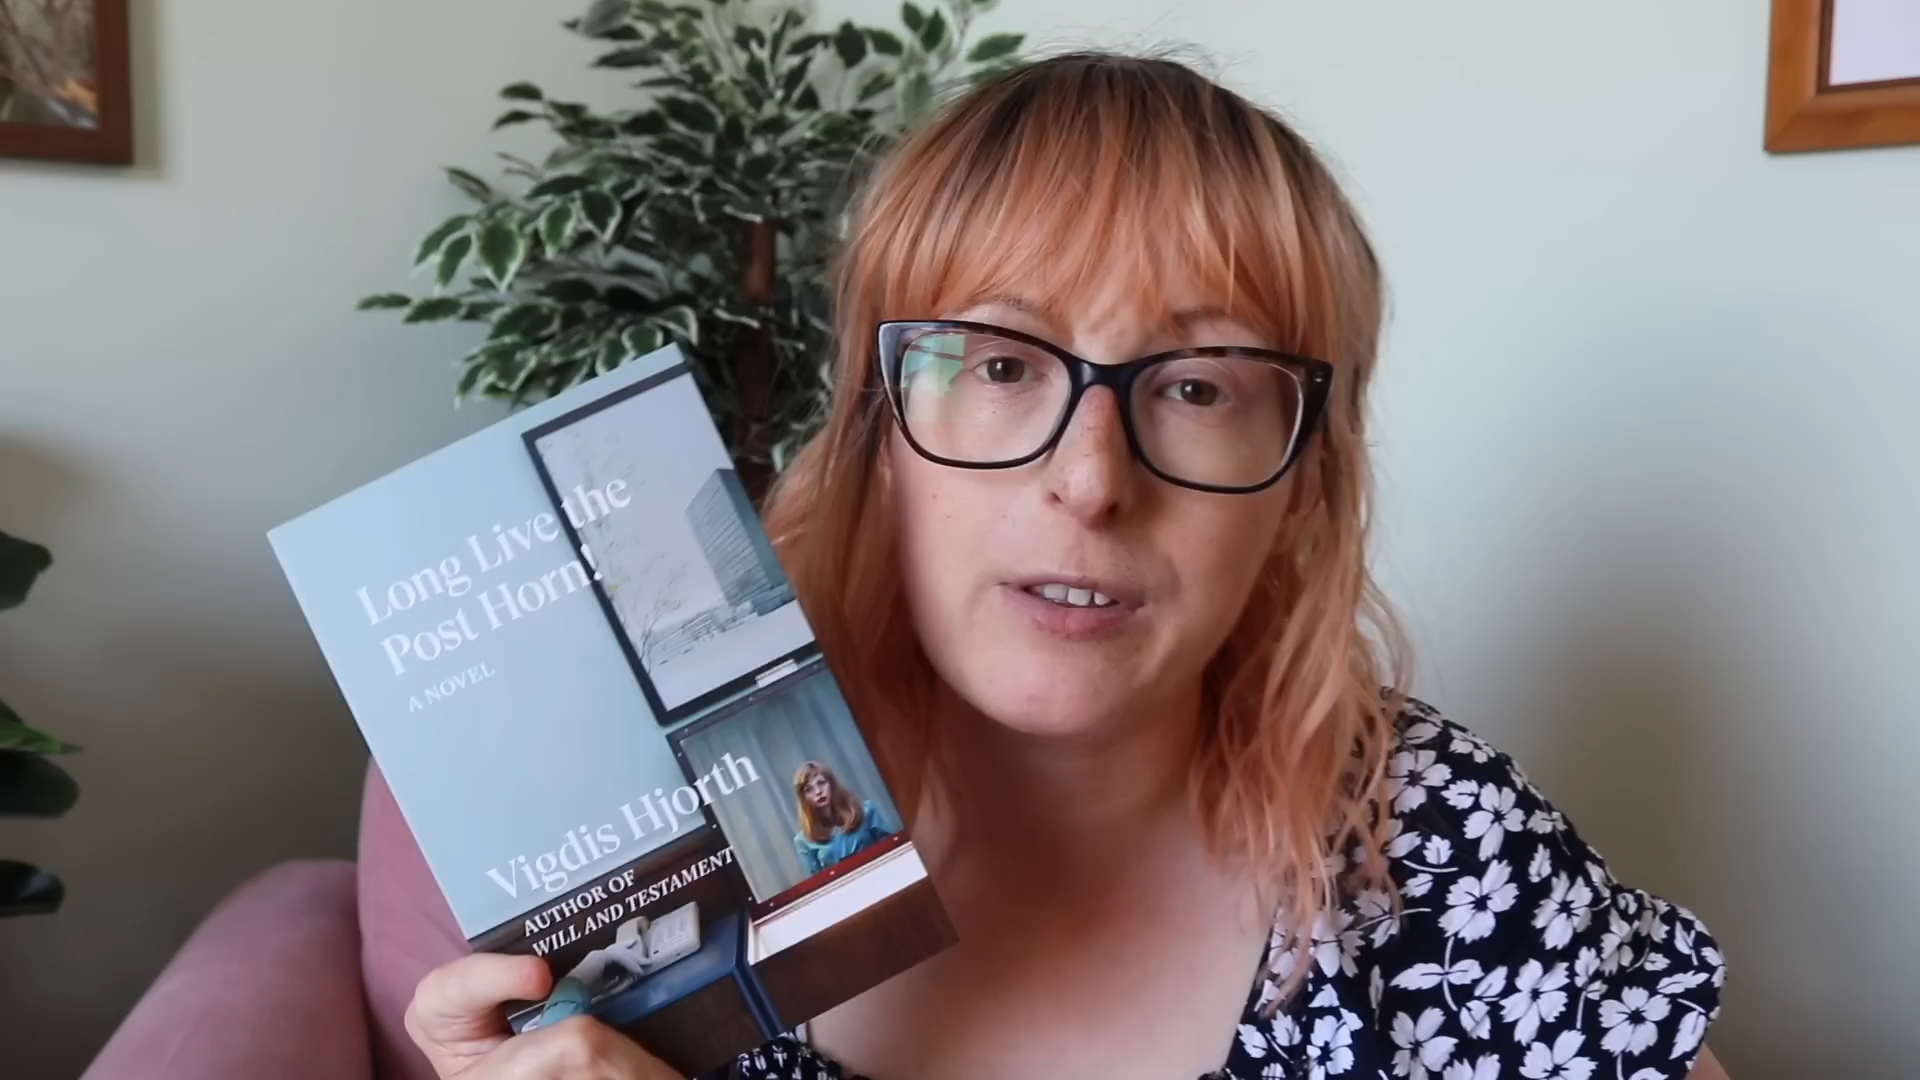 Long Live the
Post Horn!
A NOVEL
Vigdis Hjorth
AUTHOR OF
WILL AND TESTAMENT